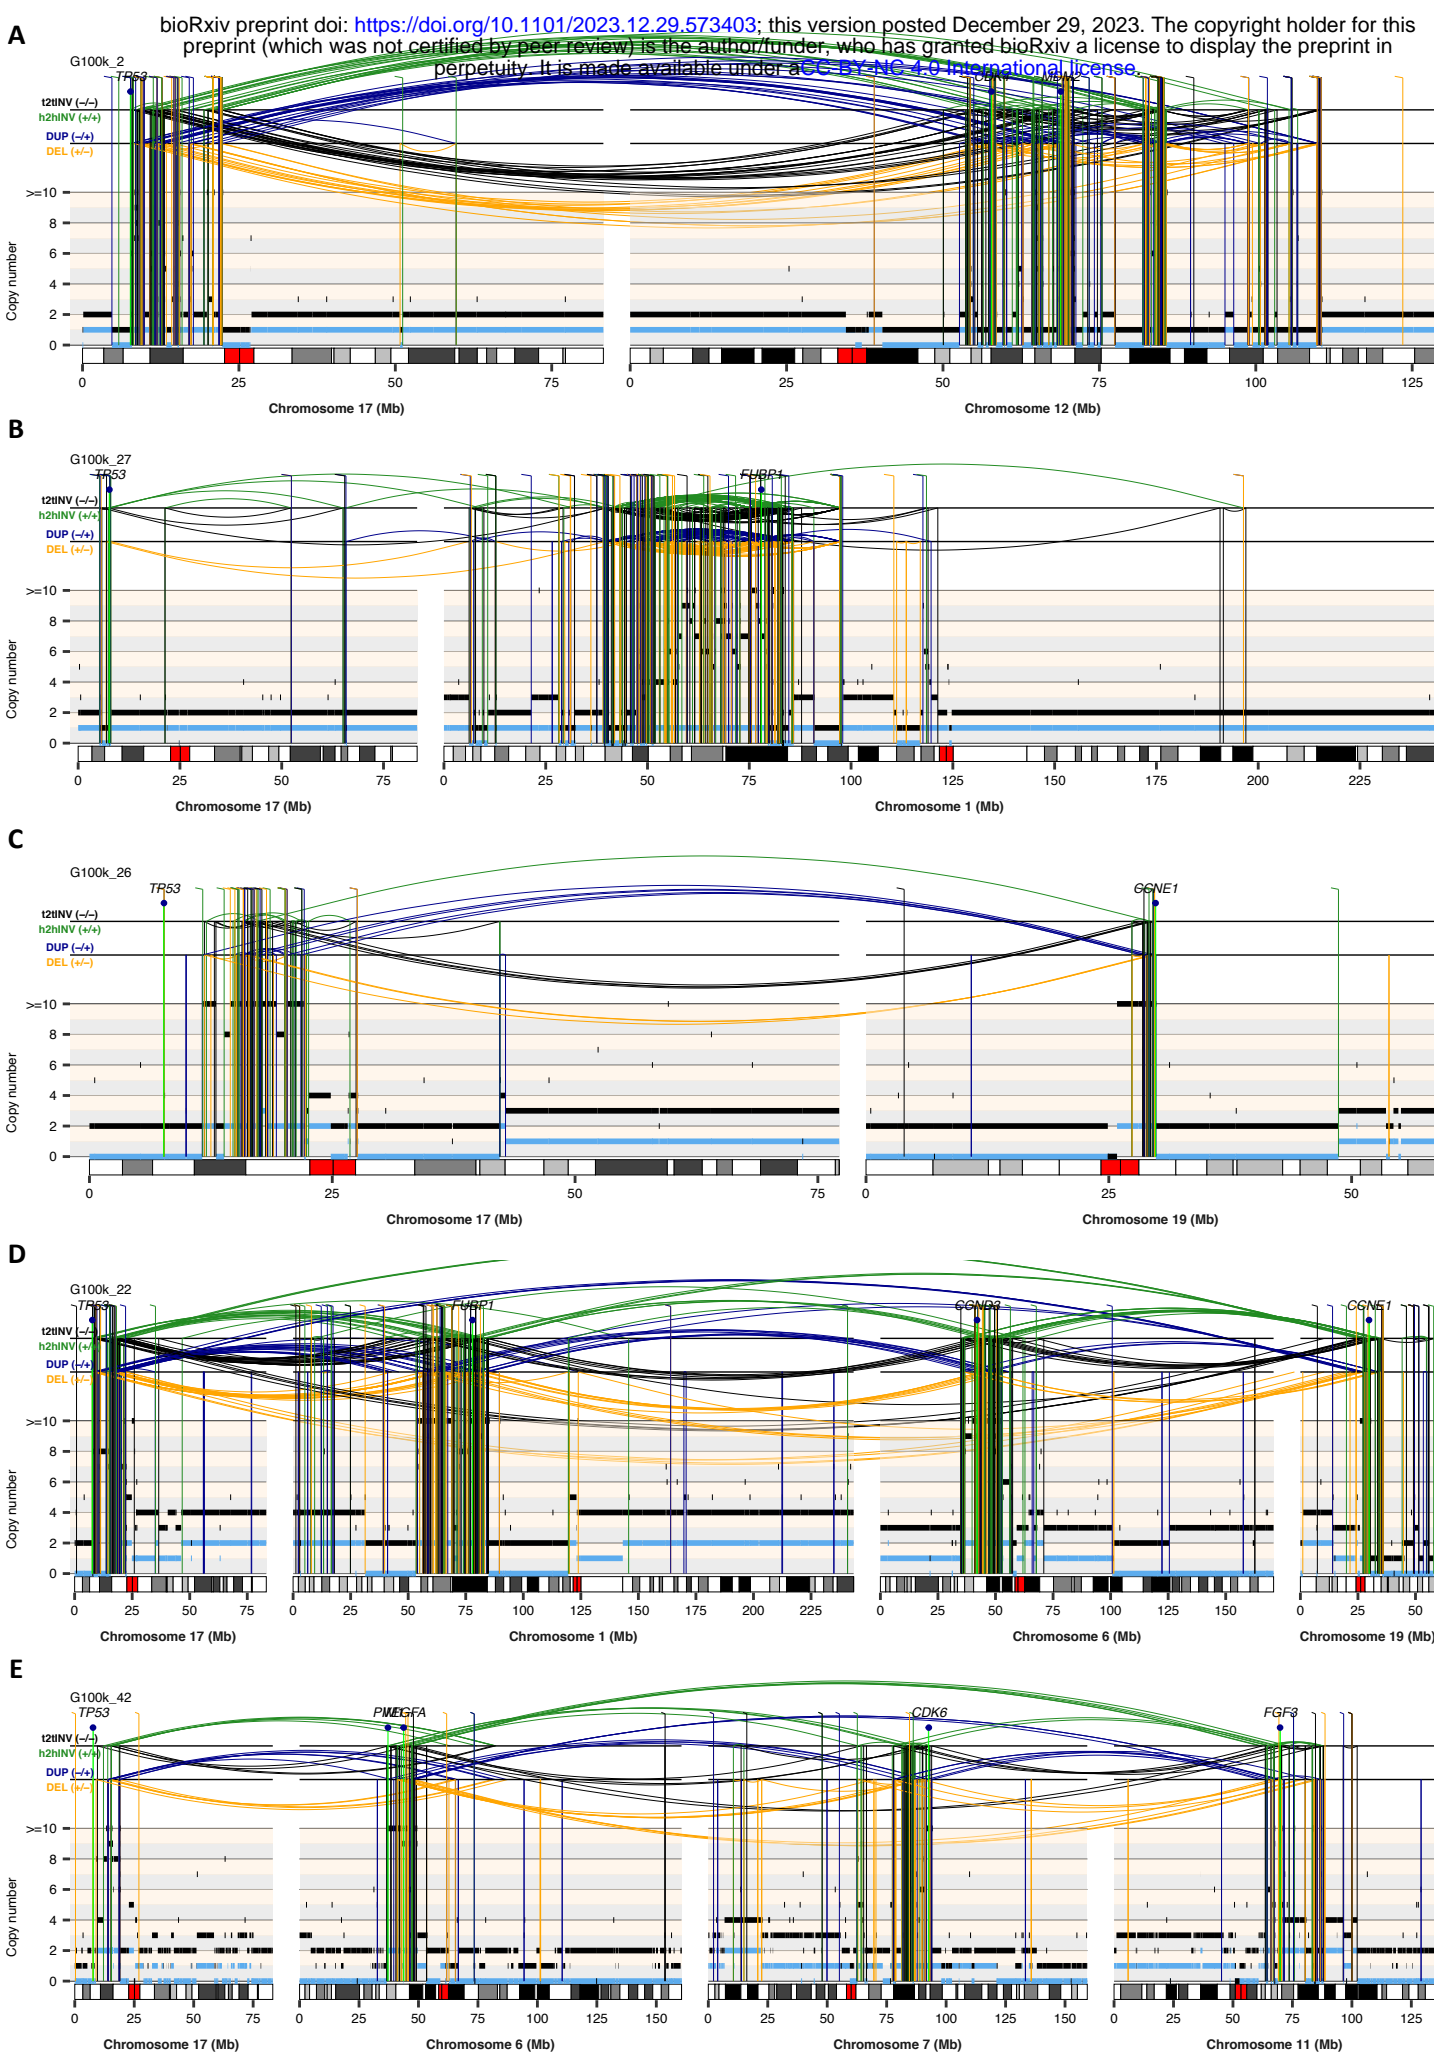 bioRxiv preprint doi: https://doi.org/10.1101/2023.12.29.573403; this version posted December 29, 2023. The copyright holder for this
preprint (which was not certified by peer review) is the author/funder, who has granted bioRxiv a license to display the preprint in
perpetuity. It is made available under aCC-BY-NC 4.0 International license.
A
G100k_2
TP53 MDM2
t2tINV (−/−)
h2hINV (+/+)
DUP (−/+)
DEL (+/−)
>=10
8
6
4
2
0
Copy number
0 25 50 75 0 25 50 75 100 125
Chromosome 17 (Mb) Chromosome 12 (Mb)
B
G100k_27
TP53 FUBP1
t2tINV (−/−)
h2hINV (+/+)
DUP (−/+)
DEL (+/−)
>=10
8
6
4
2
0
Copy number
0 25 50 75 0 25 50 75 100 125 150 175 200 225
Chromosome 17 (Mb) Chromosome 1 (Mb)
C
G100k_26
TP53 CCNE1
t2tINV (−/−)
h2hINV (+/+)
DUP (−/+)
DEL (+/−)
>=10
8
6
4
2
0
Copy number
0 25 50 75 0 25 50
Chromosome 17 (Mb) Chromosome 19 (Mb)
D
G100k_22
TP53 FUBP1 CCND3 CCNE1
t2tINV (−/−)
h2hINV (+/+)
DUP (−/+)
DEL (+/−)
>=10
8
6
4
2
0
Copy number
0 25 50 75 0 25 50 75 100 125 150 175 200 225 0 25 50 75 100 125 150 0 25 50
Chromosome 17 (Mb) Chromosome 1 (Mb) Chromosome 6 (Mb) Chromosome 19 (Mb)
E
G100k_42
TP53 VEGFA CDK6 FGF3
t2tINV (−/−)
h2hINV (+/+)
DUP (−/+)
DEL (+/−)
>=10
8
6
4
2
0
Copy number
0 25 50 75 0 25 50 75 100 125 150 0 25 50 75 100 125 150 0 25 50 75 100 125
Chromosome 17 (Mb) Chromosome 6 (Mb) Chromosome 7 (Mb) Chromosome 11 (Mb)